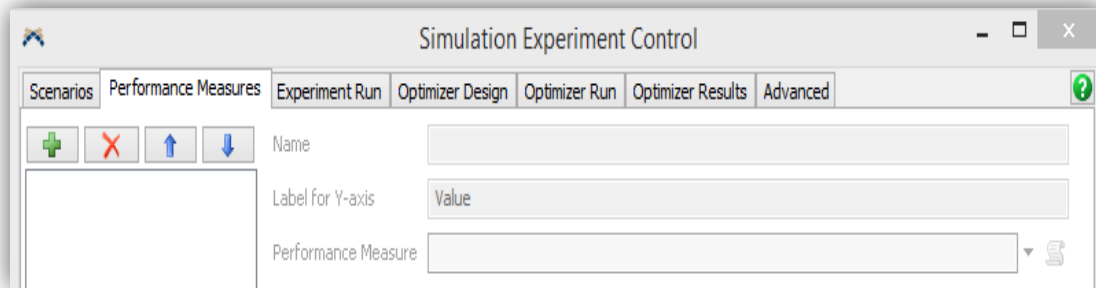 Simulation Experiment Control
Scenarios Performance Measures Experiment Run Optimizer Design Optimizer Run Optimizer Results Advanced
Name
Label for Y-axis Value
Performance Measure